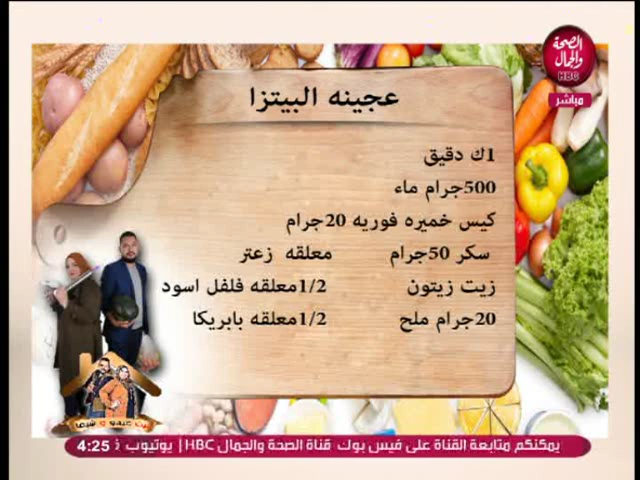 الصحة
والجمال
HBC
مباشر
عجينه البيتزا
1ك دقيق
500جرام ماء
كيس خميره فوريه 20جرام
سكر 50جرام معلقه زعتر
زيت زيتون 1/2معلقه فلفل اسود
20جرام ملح 1/2معلقه بابريكا
يمكنكم متابعة القناة على فيس بوك قناة الصحة والجمال HBC| يوتيوب
4:25